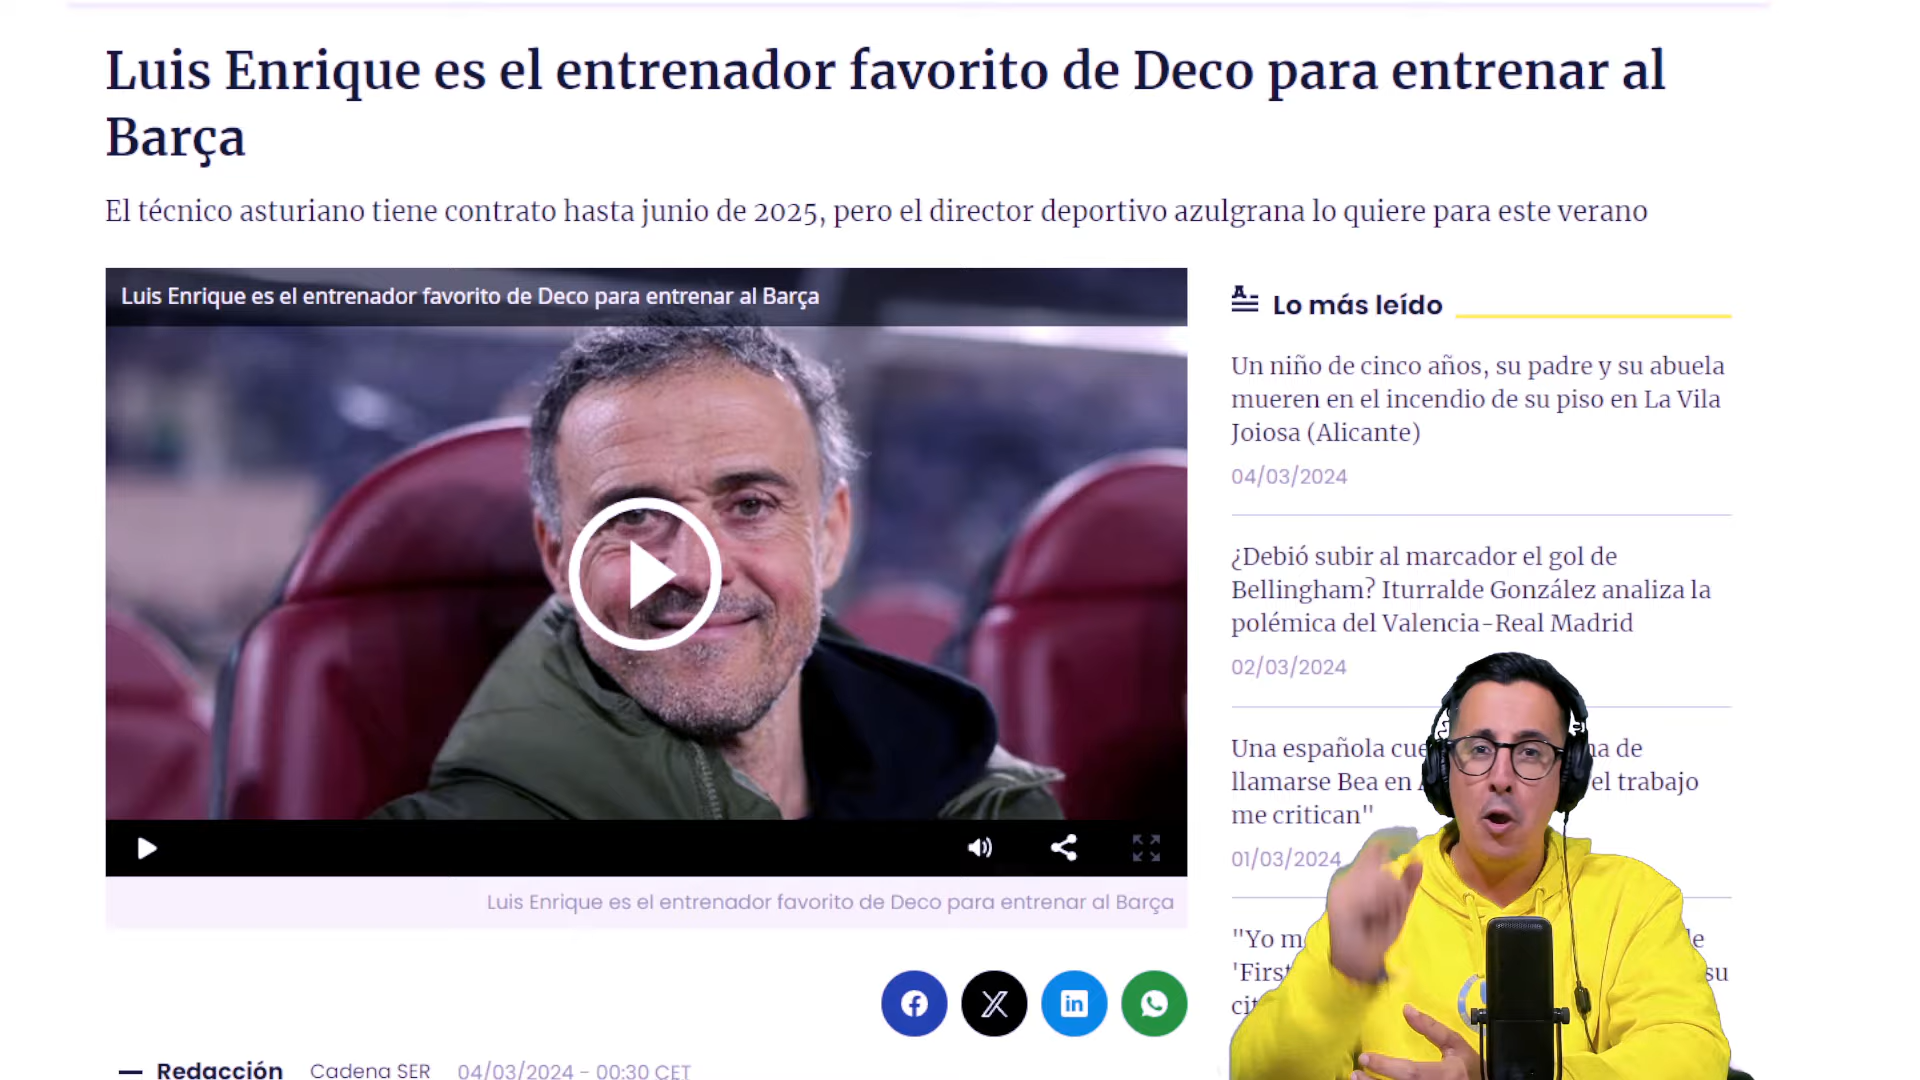 Luis Enrique es el entrenador favorito de Deco para entrenar al
Barça
El técnico asturiano tiene contrato hasta junio de 2025, pero el director deportivo azulgrana lo quiere para este verano
Luis Enrique es el entrenador favorito de Deco para entrenar al Barça
Luis Enrique es el entrenador favorito de Deco para entrenar al Barça
Redacción Cadena SER 04/03/2024 - 00:30 CET
Lo más leído
Un niño de cinco años, su padre y su abuela
mueren en el incendio de su piso en La Vila
Joiosa (Alicante)
04/03/2024
¿Debió subir al marcador el gol de
Bellingham? Iturralde González analiza la
polémica del Valencia-Real Madrid
02/03/2024
Una española de
llamarse Bea en el trabajo
me critican"
01/03/2024
"Yo
su